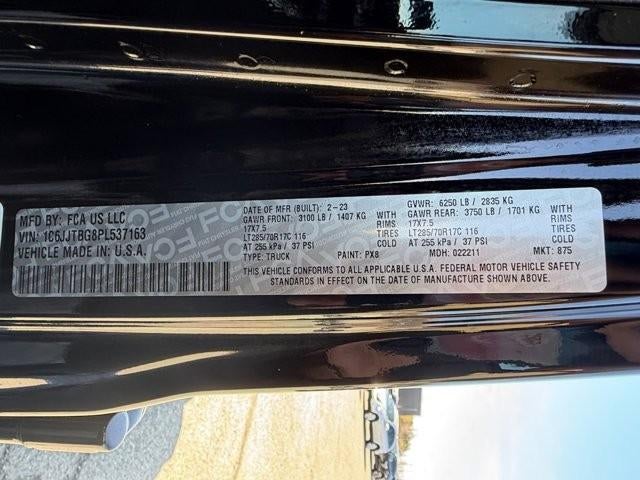 MFD BY: FCA US LLC
VIN: 1C6JJTBG8PL537163
VEHICLE MADE IN: U.S.A.
DATE OF MFR (BUILT): 2-23
GAWR FRONT: 3100 LB / 1407 KG WITH
17X7.5 RIMS
LT285/70R17C 116 TIRES
AT 255 kPa / 37 PSI
TYPE: TRUCK
PAINT: PX8
GVWR: 6250 LB / 2835 KG
GAWR REAR: 3750 LB / 1701 KG WITH
17X7.5 RIMS
LT285/70R17C 116 TIRES
AT 255 kPa / 37 PSI
MDH: 022211
MKT: 875
THIS VEHICLE CONFORMS TO ALL APPLICABLE U.S.A. FEDERAL MOTOR VEHICLE SAFETY
STANDARDS IN EFFECT ON THE DATE OF MANUFACTURE SHOWN ABOVE.